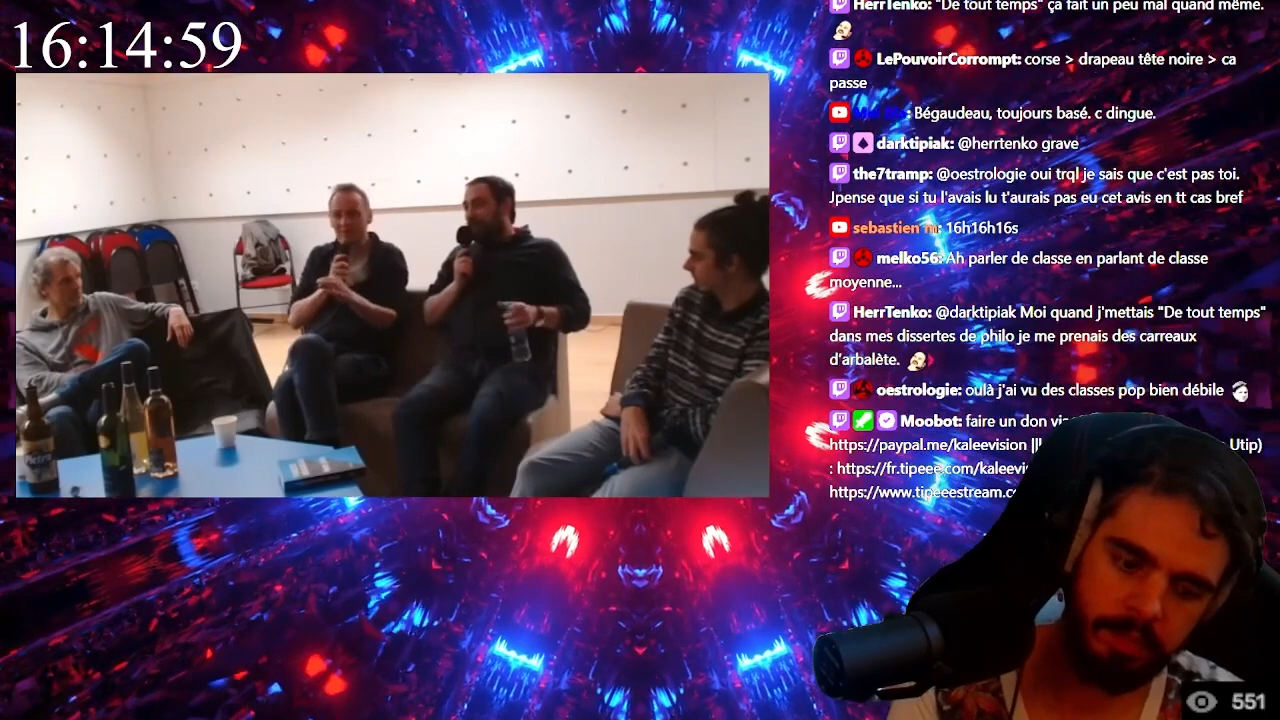 16:14:59
HerrTenko: "De tout temps" ça fait un peu mal quand même.
LePouvoirCorrompt: corse > drapeau tête noire > ca
passe
: Bégaudeau, toujours basé. c dingue.
darktipiak: @herrtenko grave
the7tramp: @oestrologie oui trql je sais que c'est pas toi.
Jpense que si tu l'avais lu t'aurais pas eu cet avis en tt cas bref
sebastien m: 16h16h16s
melko56: Ah parler de classe en parlant de classe
moyenne...
HerrTenko: @darktipiak Moi quand j'mettais "De tout temps"
dans mes dissertes de philo je me prenais des carreaux
d'arbalète.
oestrologie: oulà j'ai vu des classes pop bien débile
Moobot: faire un don via
https://paypal.me/kaleevision || Utip)
: https://fr.tipeee.com/kaleevi
https://www.tipeeestream.c
551